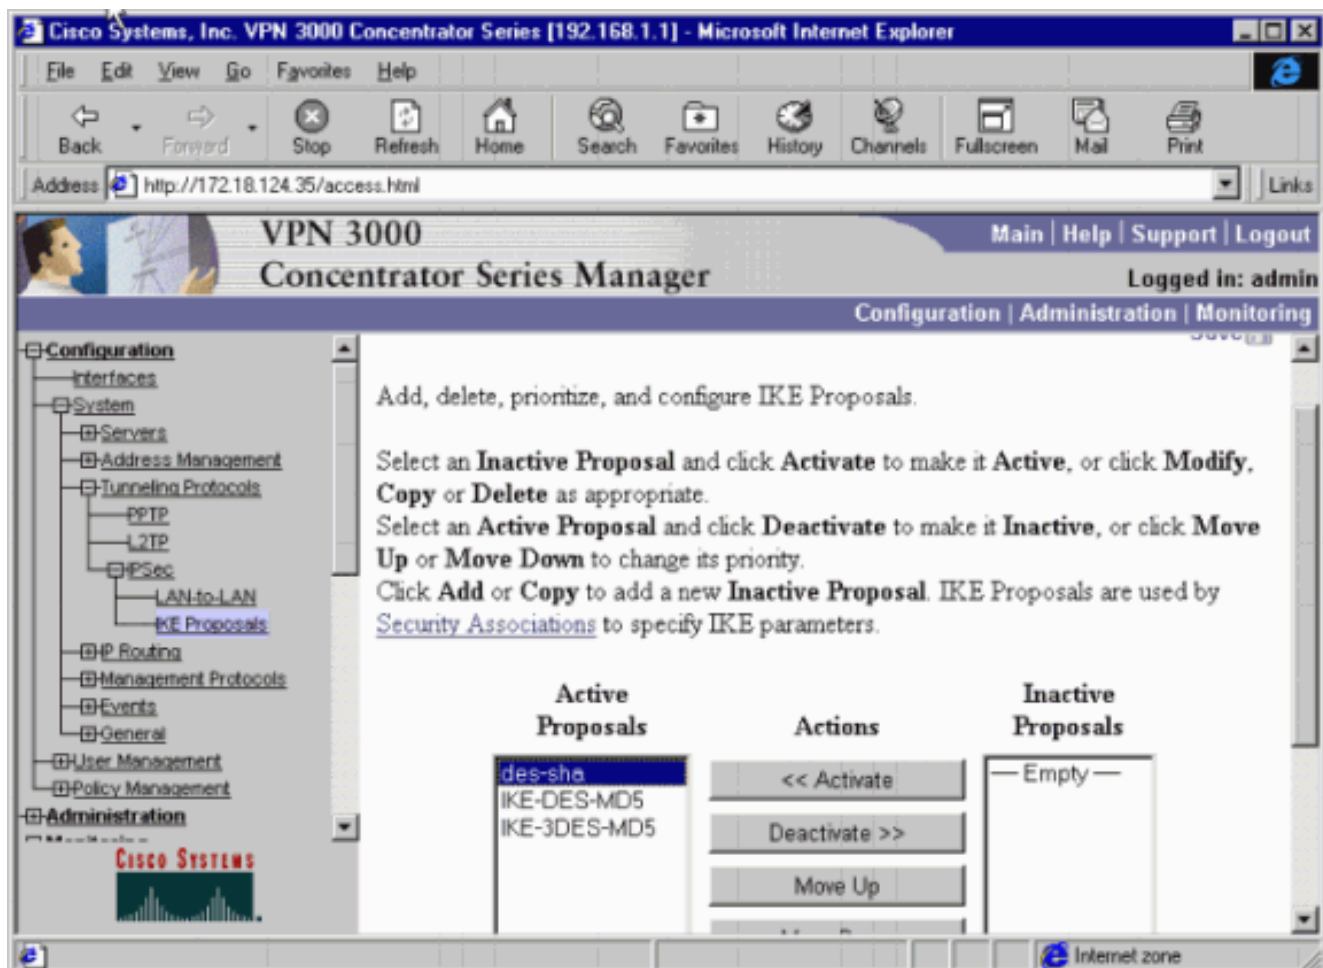 Cisco Systems, Inc. VPN 3000 Concentrator Series [192.168.1.1] - Microsoft Internet Explorer
File Edit View Go Favorites Help
Back Forward Stop Refresh Home Search Favorites History Channels Fullscreen Mail Print
Address http://172.18.124.35/access.html Links
VPN 3000
Concentrator Series Manager
Main | Help | Support | Logout
Logged in: admin
Configuration | Administration | Monitoring
Configuration
Interfaces
System
Servers
Address Management
Tunneling Protocols
PPTP
L2TP
IPSec
LAN-to-LAN
IKE Proposals
IP Routing
Management Protocols
Events
General
User Management
Policy Management
Administration
Monitoring
CISCO SYSTEMS
Save
Add, delete, prioritize, and configure IKE Proposals.
Select an Inactive Proposal and click Activate to make it Active, or click Modify,
Copy or Delete as appropriate.
Select an Active Proposal and click Deactivate to make it Inactive, or click Move
Up or Move Down to change its priority.
Click Add or Copy to add a new Inactive Proposal. IKE Proposals are used by
Security Associations to specify IKE parameters.
Active
Proposals
des-sha
IKE-DES-MD5
IKE-3DES-MD5
Actions
<< Activate
Deactivate >>
Move Up
Inactive
Proposals
— Empty —
Internet zone